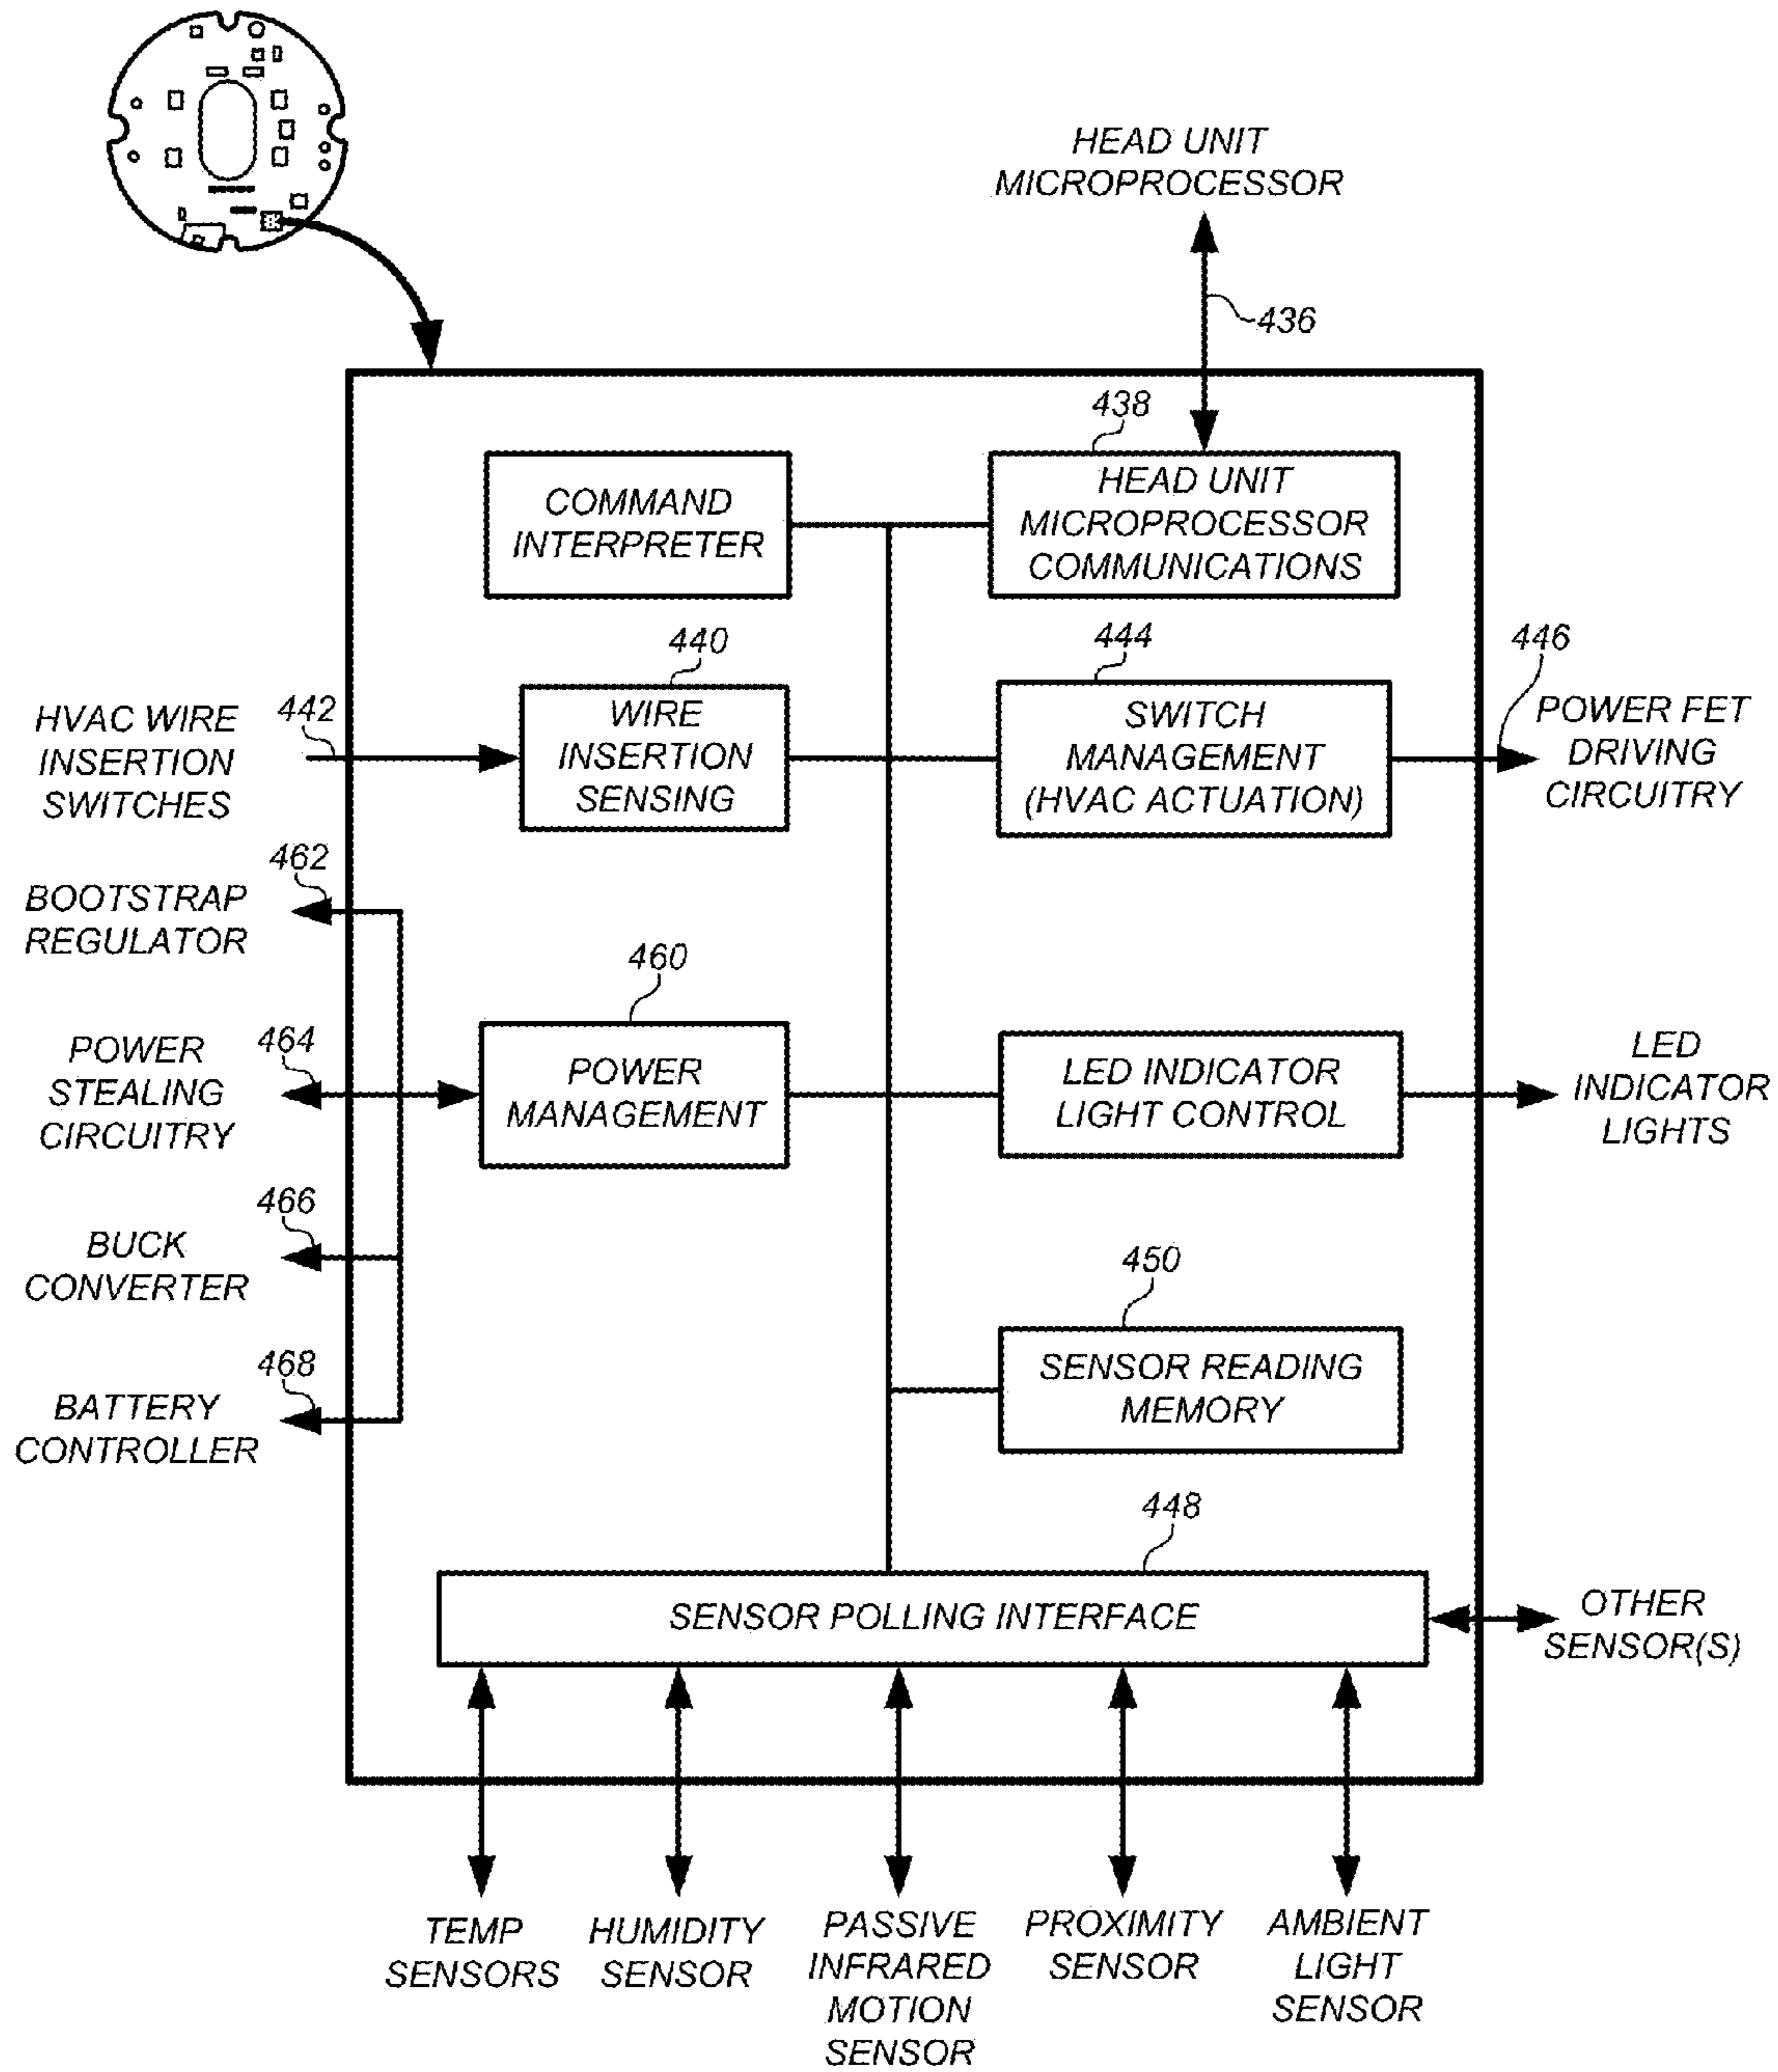 HEAD UNIT
MICROPROCESSOR
436
438
COMMAND
INTERPRETER
HEAD UNIT
MICROPROCESSOR
COMMUNICATIONS
440
444
446
HVAC WIRE
INSERTION
SWITCHES
442
WIRE
INSERTION
SENSING
SWITCH
MANAGEMENT
(HVAC ACTUATION)
POWER FET
DRIVING
CIRCUITRY
462
BOOTSTRAP
REGULATOR
460
464
POWER
STEALING
CIRCUITRY
POWER
MANAGEMENT
LED INDICATOR
LIGHT CONTROL
LED
INDICATOR
LIGHTS
466
BUCK
CONVERTER
450
468
BATTERY
CONTROLLER
SENSOR READING
MEMORY
448
SENSOR POLLING INTERFACE
OTHER
SENSOR(S)
TEMP
SENSORS
HUMIDITY
SENSOR
PASSIVE
INFRARED
MOTION
SENSOR
PROXIMITY
SENSOR
AMBIENT
LIGHT
SENSOR